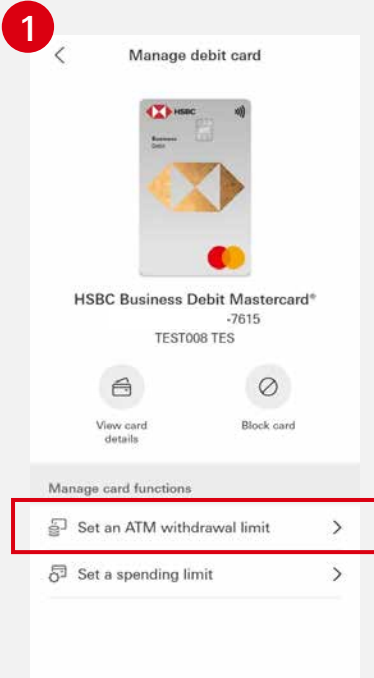 1
Manage debit card
HSBC
Business
Debit
HSBC Business Debit Mastercard®
-7615
TEST008 TES
View card
details
Block card
Manage card functions
Set an ATM withdrawal limit
Set a spending limit